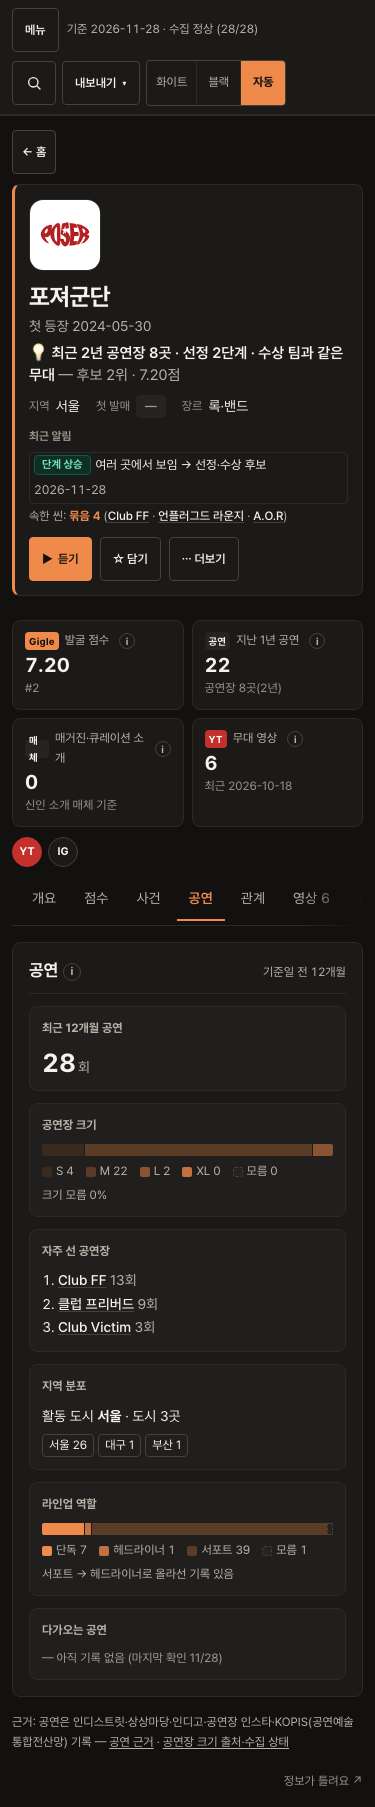 메뉴
기준 2026-11-28 · 수집 정상 (28/28)
내보내기 ▾
화이트
블랙
자동
← 홈
POSER
포져군단
첫 등장 2024-05-30
💡 최근 2년 공연장 8곳 · 선정 2단계 · 수상 팀과 같은
무대 — 후보 2위 · 7.20점
지역 서울 첫 발매 — 장르 록·밴드
최근 알림
단계 상승 여러 곳에서 보임 → 선정·수상 후보
2026-11-28
속한 씬: 묶음 4 (Club FF · 언플러그드 라운지 · A.O.R)
▶ 듣기
☆ 담기
⋯ 더보기
Gigle 발굴 점수 i
7.20
#2
공연 지난 1년 공연 i
22
공연장 8곳(2년)
매체 매거진·큐레이션 소개 i
0
신인 소개 매체 기준
YT 무대 영상 i
6
최근 2026-10-18
YT
IG
개요
점수
사건
공연
관계
영상 6
공연 i
기준일 전 12개월
최근 12개월 공연
28회
공연장 크기
S 4 M 22 L 2 XL 0 모름 0
크기 모름 0%
자주 선 공연장
1. Club FF 13회
2. 클럽 프리버드 9회
3. Club Victim 3회
지역 분포
활동 도시 서울 · 도시 3곳
서울 26
대구 1
부산 1
라인업 역할
단독 7 헤드라이너 1 서포트 39 모름 1
서포트 → 헤드라이너로 올라선 기록 있음
다가오는 공연
— 아직 기록 없음 (마지막 확인 11/28)
근거: 공연은 인디스트릿·상상마당·인디고·공연장 인스타·KOPIS(공연예술
통합전산망) 기록 — 공연 근거 · 공연장 크기 출처·수집 상태
정보가 틀려요 ↗